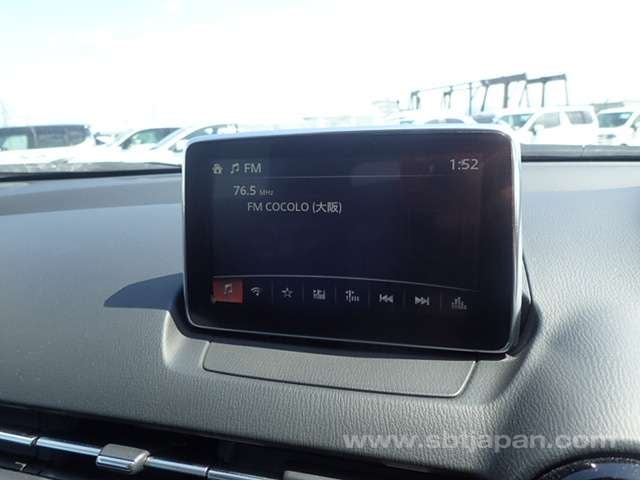 FM 1:52
76.5 MHz
FM COCOLO (大阪)
www.sbtjapan.com